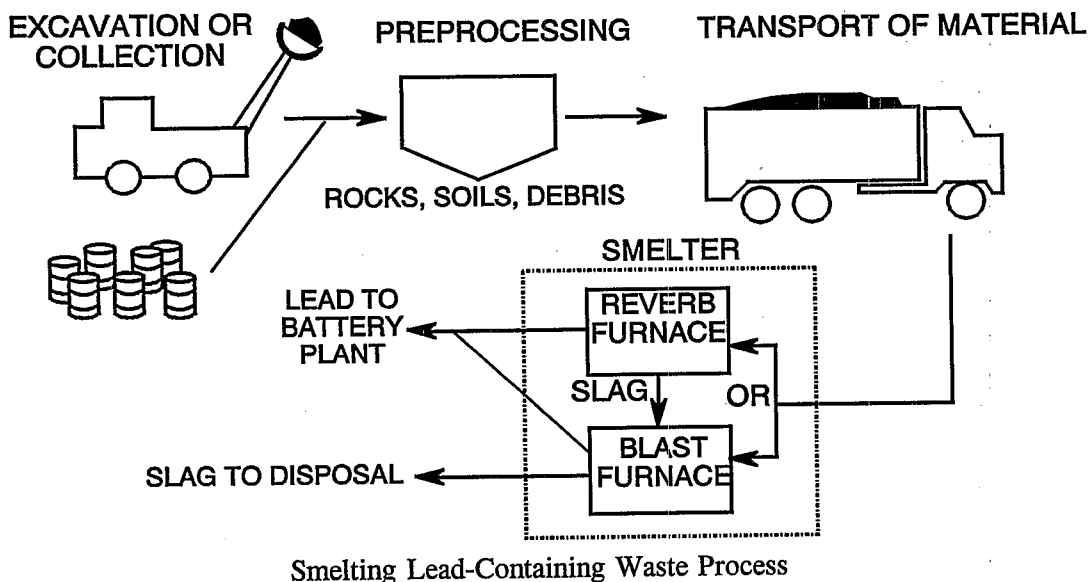 EXCAVATION OR
COLLECTION
PREPROCESSING
TRANSPORT OF MATERIAL
ROCKS, SOILS, DEBRIS
SMELTER
LEAD TO
BATTERY
PLANT
REVERB
FURNACE
SLAG
OR
BLAST
FURNACE
SLAG TO DISPOSAL
Smelting Lead-Containing Waste Process